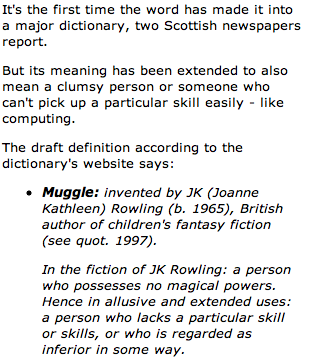 It's the first time the word has made it into
a major dictionary, two Scottish newspapers
report.
But its meaning has been extended to also
mean a clumsy person or someone who
can't pick up a particular skill easily - like
computing.
The draft definition according to the
dictionary's website says:
• Muggle: invented by JK (Joanne
Kathleen) Rowling (b. 1965), British
author of children's fantasy fiction
(see quot. 1997).
In the fiction of JK Rowling: a person
who possesses no magical powers.
Hence in allusive and extended uses:
a person who lacks a particular skill
or skills, or who is regarded as
inferior in some way.